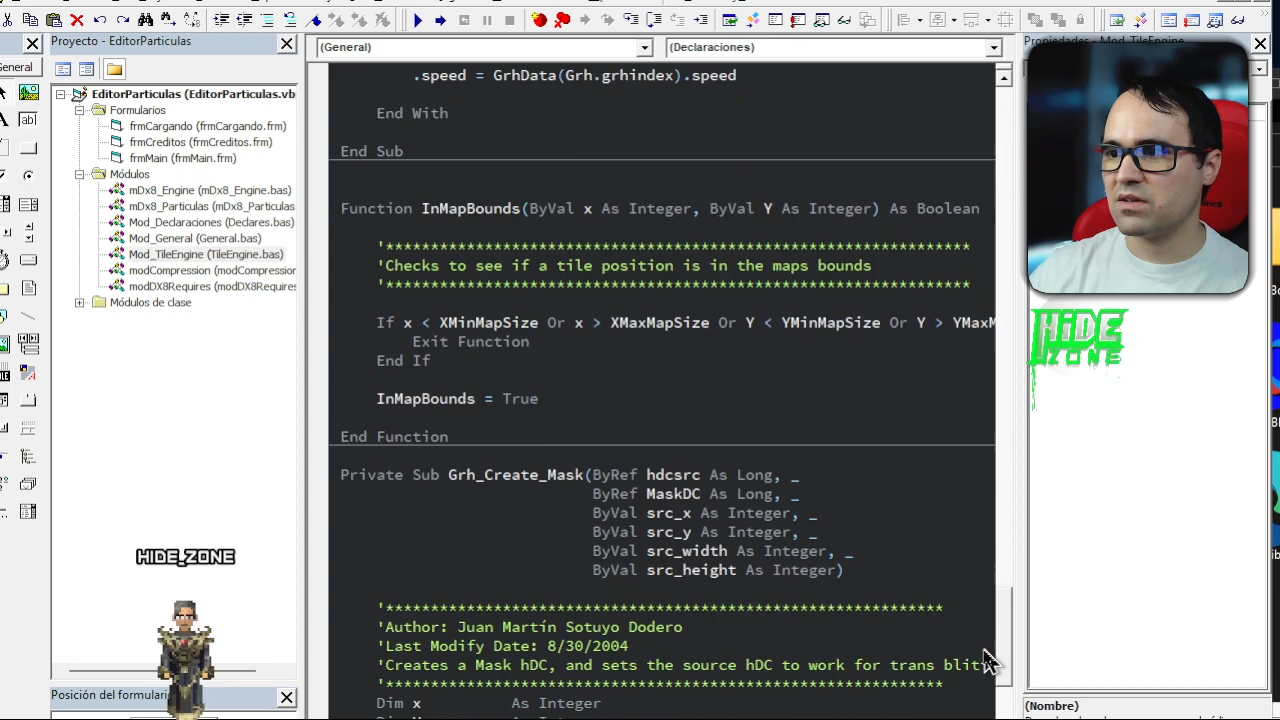 Proyecto - EditorParticulas
(General)
(Declaraciones)
General
EditorParticulas (EditorParticulas.vb
Formularios
frmCargando (frmCargando.frm)
frmCreditos (frmCreditos.frm)
frmMain (frmMain.frm)
Módulos
mDx8_Engine (mDx8_Engine.bas)
mDx8_Particulas (mDx8_Particulas
Mod_Declaraciones (Declares.bas)
Mod_General (General.bas)
Mod_TileEngine (TileEngine.bas)
modCompression (modCompression
modDX8Requires (modDX8Requires
Módulos de clase
.speed = GrhData(Grh.grhindex).speed
End With
End Sub
Function InMapBounds(ByVal x As Integer, ByVal Y As Integer) As Boolean
'*****************************************************************
'Checks to see if a tile position is in the maps bounds
'*****************************************************************
If x < XMinMapSize Or x > XMaxMapSize Or Y < YMinMapSize Or Y > YMaxM
Exit Function
End If
InMapBounds = True
End Function
Private Sub Grh_Create_Mask(ByRef hdcsrc As Long, _
ByRef MaskDC As Long, _
ByVal src_x As Integer, _
ByVal src_y As Integer, _
ByVal src_width As Integer, _
ByVal src_height As Integer)
'**************************************************************
'Author: Juan Martín Sotuyo Dodero
'Last Modify Date: 8/30/2004
'Creates a Mask hDC, and sets the source hDC to work for trans blit
'**************************************************************
Dim x As Integer
HIDE_ZONE
Posición del formulario
Propiedades - Mod_TileEngine
HIDE
ZONE
(Nombre)